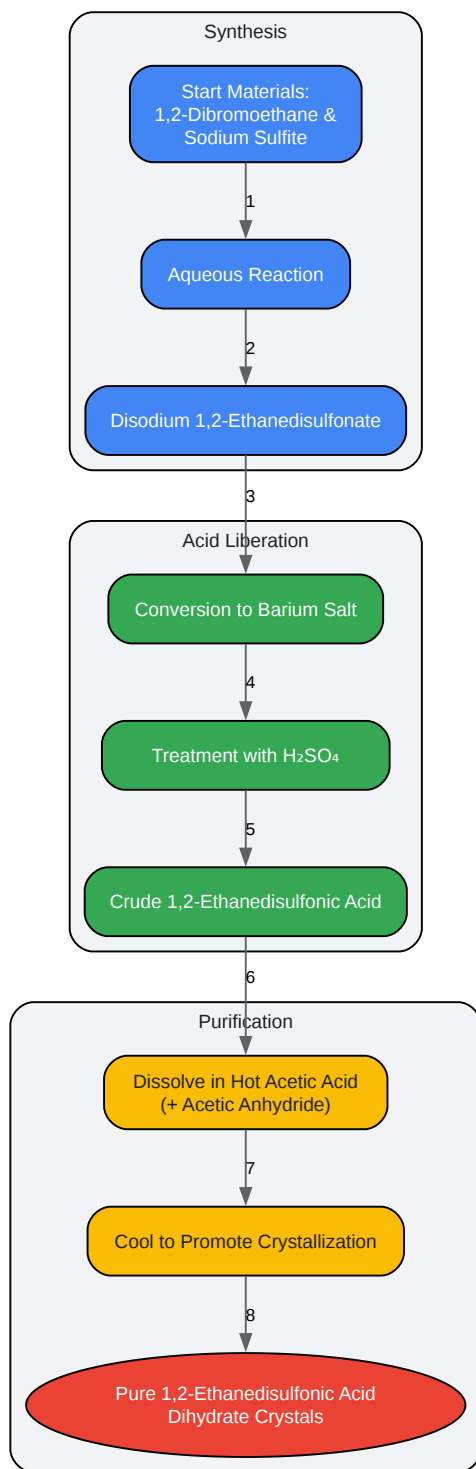 Synthesis
Start Materials:
1,2-Dibromoethane &
Sodium Sulfite
1
Aqueous Reaction
2
Disodium 1,2-Ethanedisulfonate
3
Acid Liberation
Conversion to Barium Salt
4
Treatment with H₂SO₄
5
Crude 1,2-Ethanedisulfonic Acid
6
Purification
Dissolve in Hot Acetic Acid
(+ Acetic Anhydride)
7
Cool to Promote Crystallization
8
Pure 1,2-Ethanedisulfonic Acid
Dihydrate Crystals